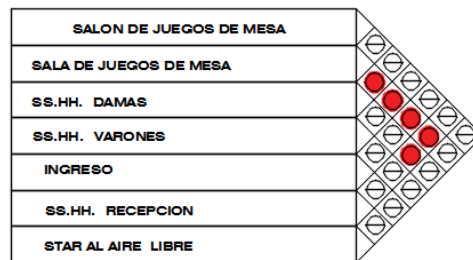 SALON DE JUEGOS DE MESA
SALA DE JUEGOS DE MESA
SS.HH. DAMAS
SS.HH. VARONES
INGRESO
SS.HH. RECEPCION
STAR AL AIRE LIBRE